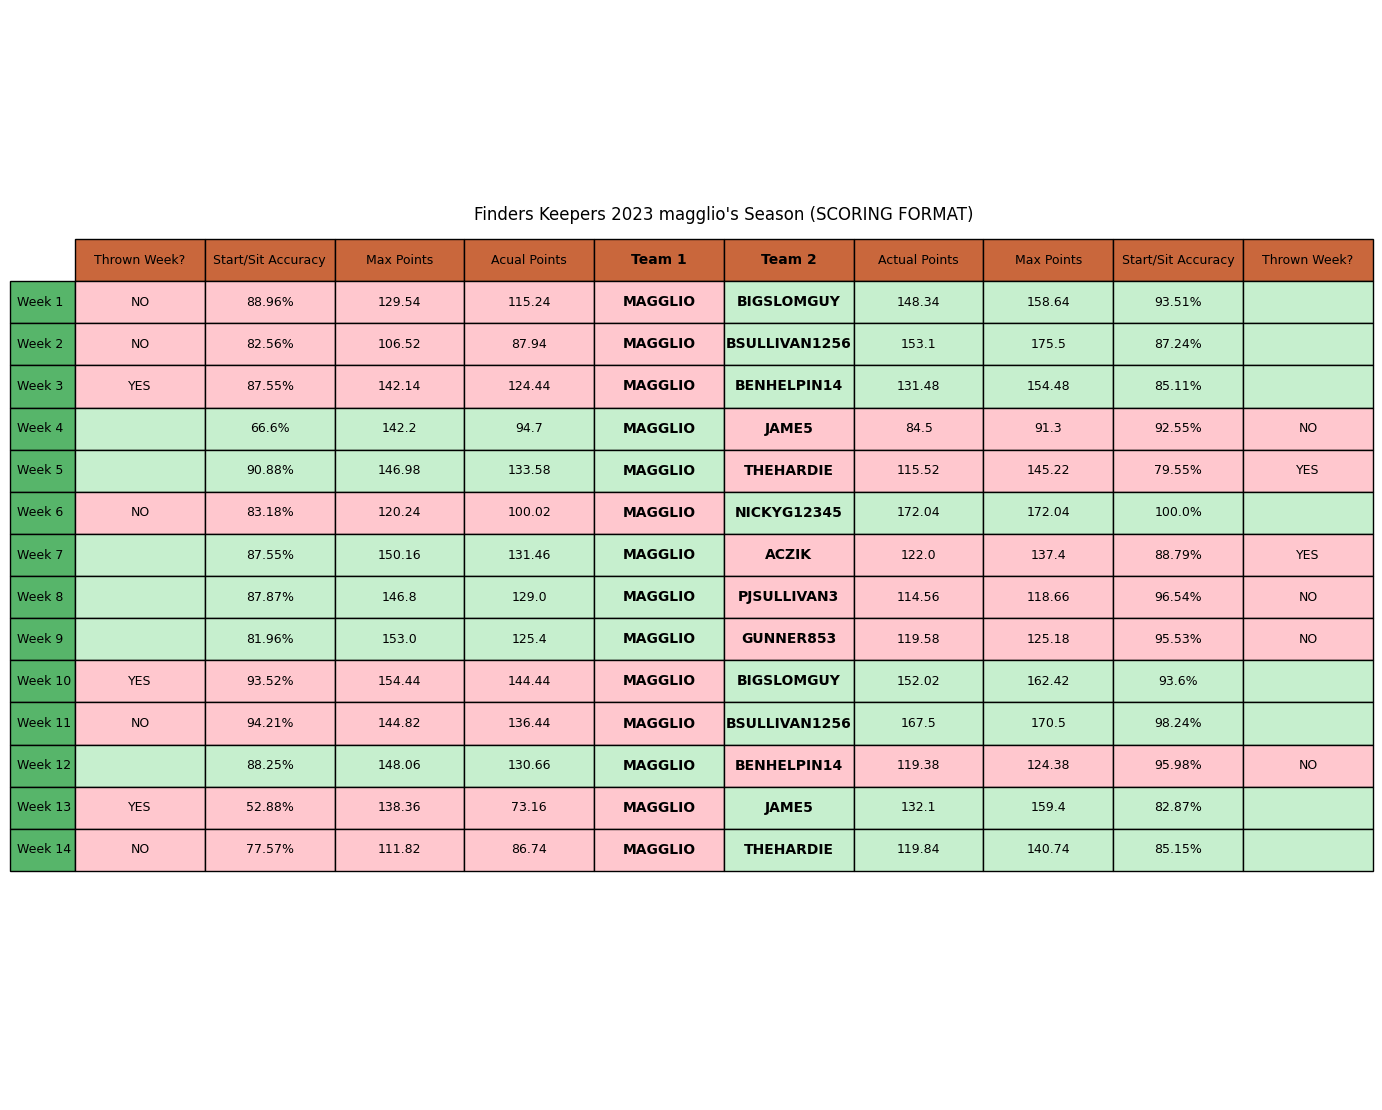 Finders Keepers 2023 magglio's Season (SCORING FORMAT)
Thrown Week? Start/Sit Accuracy Max Points Acual Points Team 1 Team 2 Actual Points Max Points Start/Sit Accuracy Thrown Week?
Week 1 NO 88.96% 129.54 115.24 MAGGLIO BIGSLOMGUY 148.34 158.64 93.51%
Week 2 NO 82.56% 106.52 87.94 MAGGLIO BSULLIVAN1256 153.1 175.5 87.24%
Week 3 YES 87.55% 142.14 124.44 MAGGLIO BENHELPIN14 131.48 154.48 85.11%
Week 4 66.6% 142.2 94.7 MAGGLIO JAME5 84.5 91.3 92.55% NO
Week 5 90.88% 146.98 133.58 MAGGLIO THEHARDIE 115.52 145.22 79.55% YES
Week 6 NO 83.18% 120.24 100.02 MAGGLIO NICKYG12345 172.04 172.04 100.0%
Week 7 87.55% 150.16 131.46 MAGGLIO ACZIK 122.0 137.4 88.79% YES
Week 8 87.87% 146.8 129.0 MAGGLIO PJSULLIVAN3 114.56 118.66 96.54% NO
Week 9 81.96% 153.0 125.4 MAGGLIO GUNNER853 119.58 125.18 95.53% NO
Week 10 YES 93.52% 154.44 144.44 MAGGLIO BIGSLOMGUY 152.02 162.42 93.6%
Week 11 NO 94.21% 144.82 136.44 MAGGLIO BSULLIVAN1256 167.5 170.5 98.24%
Week 12 88.25% 148.06 130.66 MAGGLIO BENHELPIN14 119.38 124.38 95.98% NO
Week 13 YES 52.88% 138.36 73.16 MAGGLIO JAME5 132.1 159.4 82.87%
Week 14 NO 77.57% 111.82 86.74 MAGGLIO THEHARDIE 119.84 140.74 85.15%